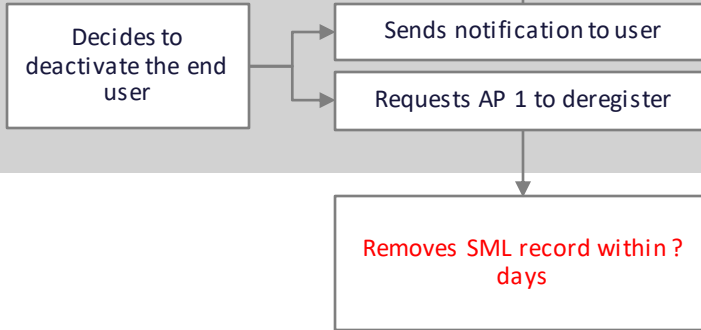 Decides to
deactivate the end
user
Sends notification to user
Requests AP 1 to deregister
Removes SML record within ?
days